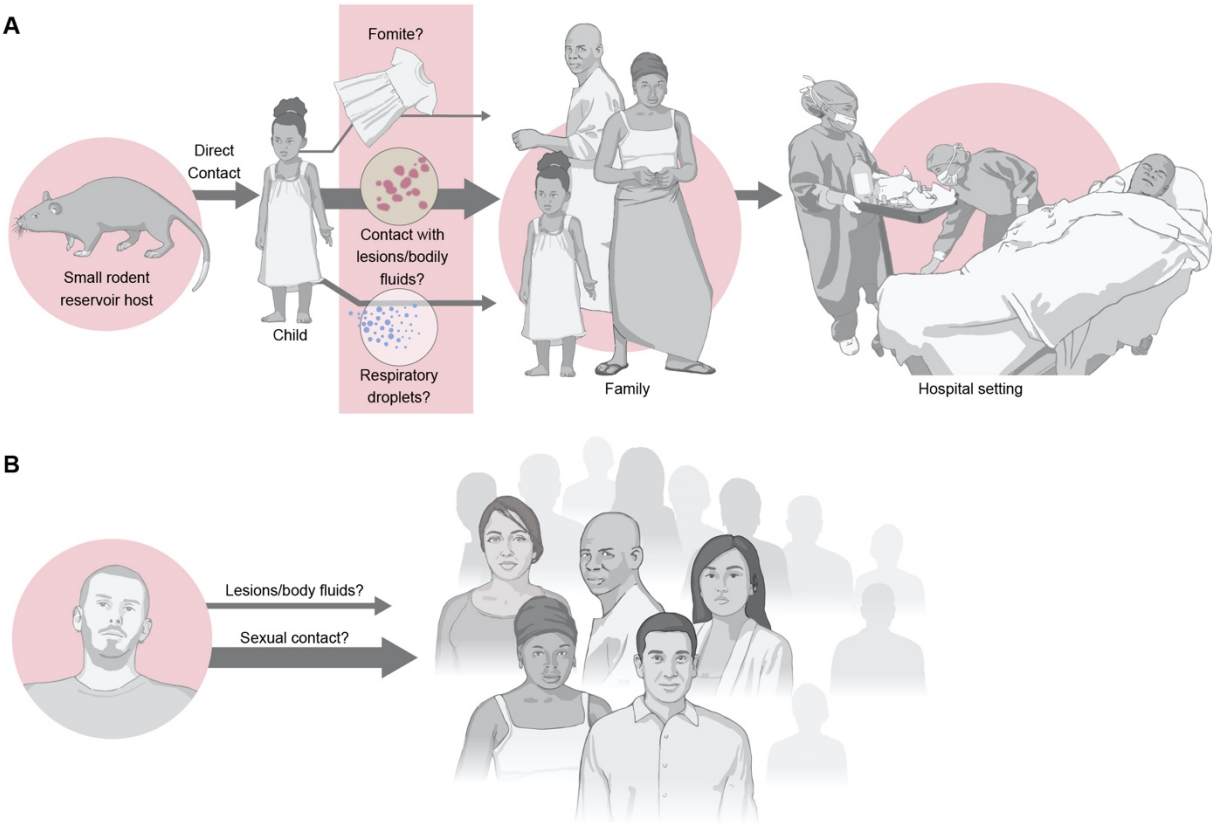 A
Fomite?
Direct
Contact
Small rodent
reservoir host
Child
Contact with
lesions/bodily
fluids?
Respiratory
droplets?
Family
Hospital setting
B
Lesions/body fluids?
Sexual contact?